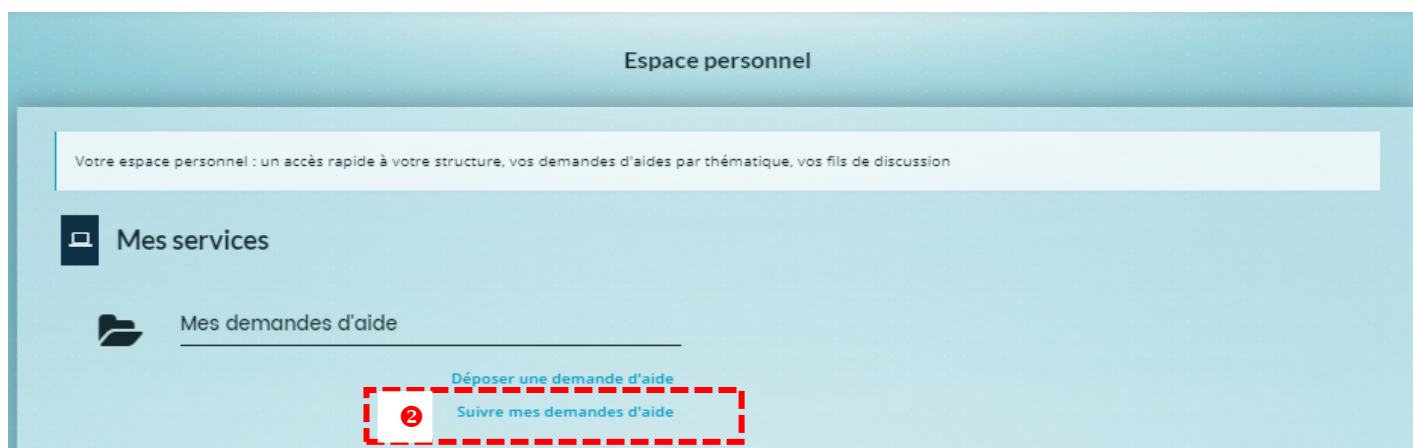 Espace personnel
Votre espace personnel : un accès rapide à votre structure, vos demandes d'aides par thématique, vos fils de discussion
Mes services
Mes demandes d'aide
Déposer une demande d'aide
❷ Suivre mes demandes d'aide